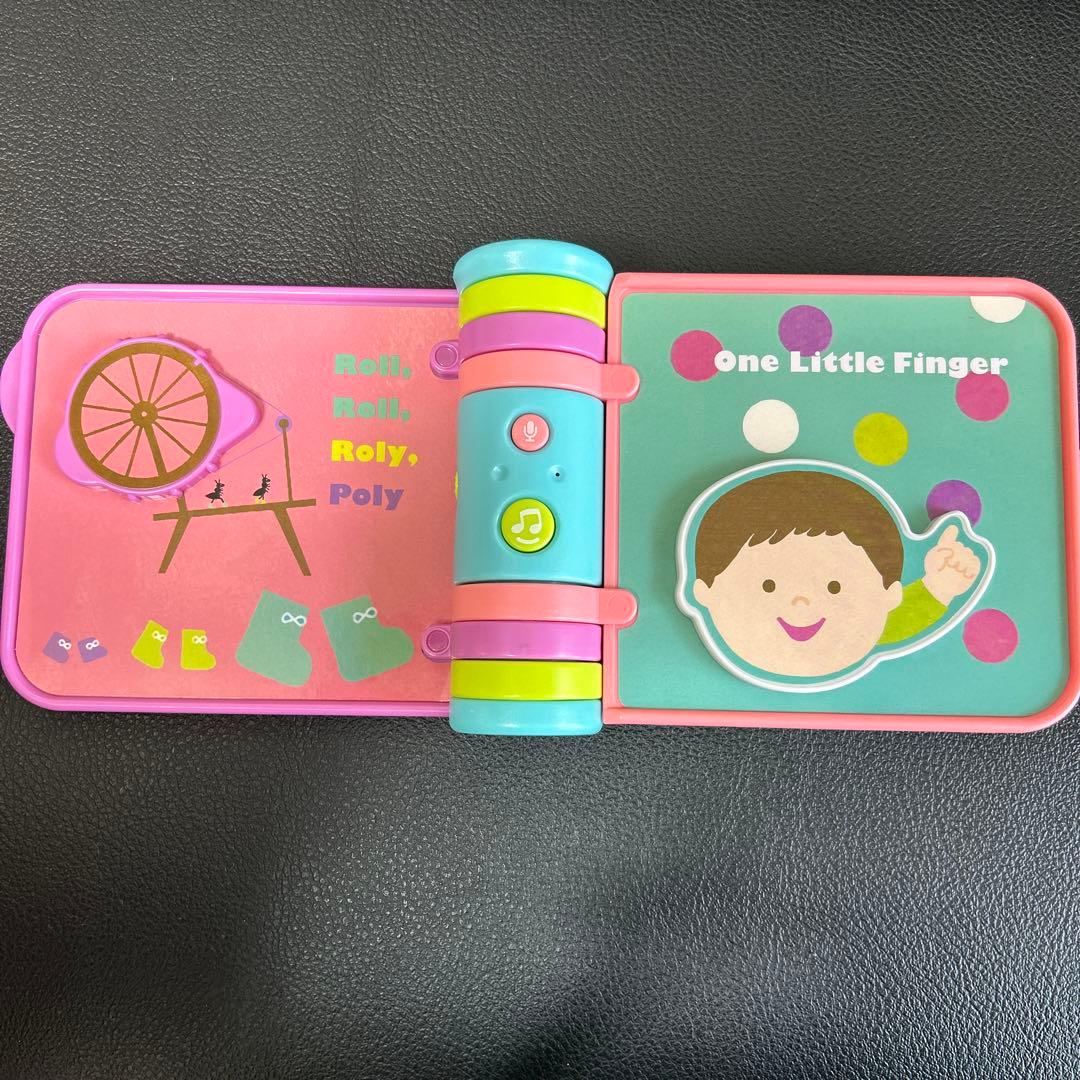 Roll,
Roll,
Roly,
Poly
One Little Finger